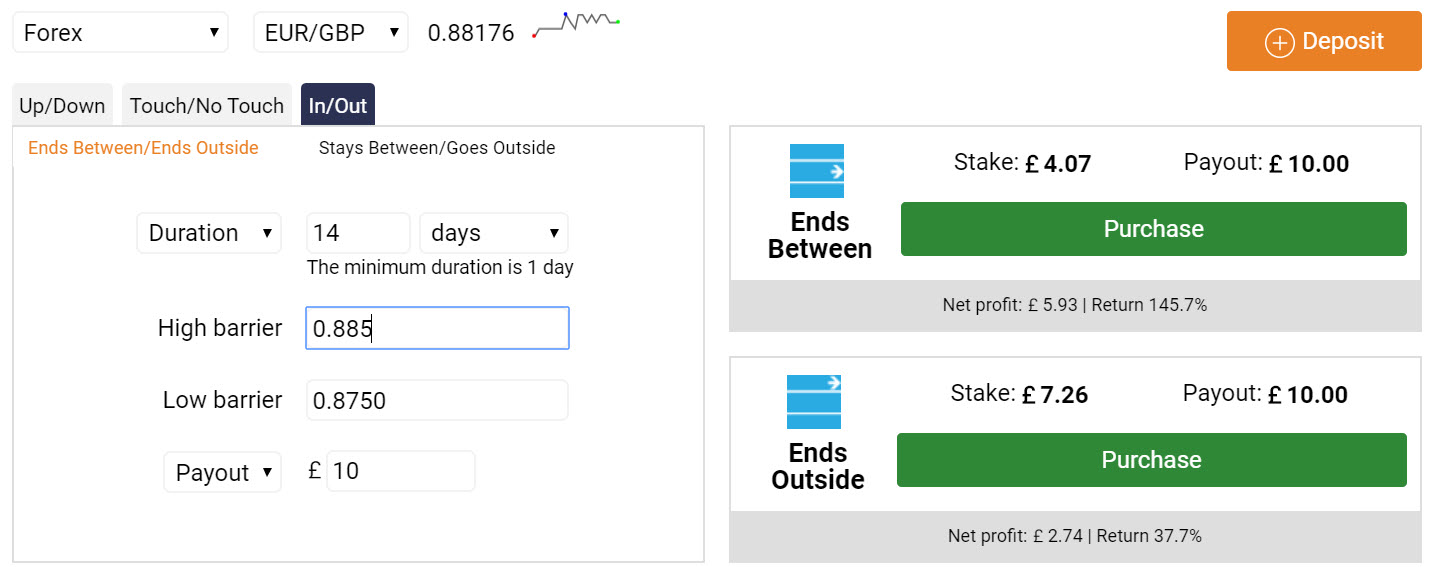 Forex EUR/GBP 0.88176
Deposit
Up/Down Touch/No Touch In/Out
Ends Between/Ends Outside Stays Between/Goes Outside
Duration 14 days
The minimum duration is 1 day
High barrier 0.885
Low barrier 0.8750
Payout £ 10
Stake: £ 4.07 Payout: £ 10.00
Ends
Between
Purchase
Net profit: £ 5.93 | Return 145.7%
Stake: £ 7.26 Payout: £ 10.00
Ends
Outside
Purchase
Net profit: £ 2.74 | Return 37.7%